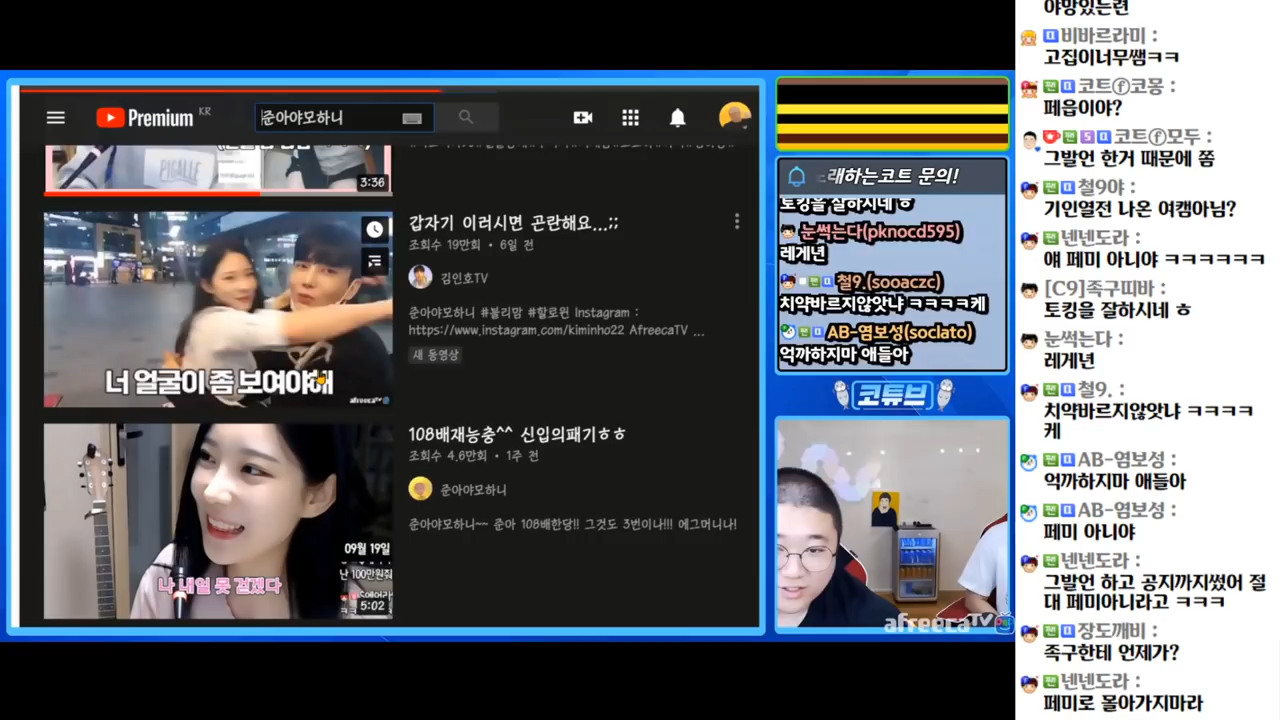 Premium KR
준아야모하니
3:36
갑자기 이러시면 곤란해요...;;
조회수 19만회 • 6일 전
김인호TV
준아야모하니 #볼리맘 #할로윈 Instagram :
https://www.instagram.com/kiminho22 AfreecaTV ...
새 동영상
너 얼굴이 좀 보여야해
afreecaTV
108배재능충^^ 신입의패기ㅎㅎ
조회수 4.6만회 • 1주 전
준아야모하니
준아야모하니~~ 준아 108배한당!! 그것도 3번이나!!! 에그머니나!
09월 19일
난 100만원줘
나 내일 못 걷겠다
5:02
래하는코트 문의!
토킹을 잘하시네 ㅎ
눈썩는다(pknocd595)
레게년
철9.(sooaczc)
치약바르지않앗냐 ㅋㅋㅋㅋ케
AB-염보성(soclato)
억까하지마 애들아
코튜브
afreecaTV
야망있는련
비바르라미 :
고집이너무쌤ㅋㅋ
코트ⓕ코몽 :
페읍이야?
코트ⓕ모두 :
그발언 한거 때문에 쫌
철9야 :
기인열전 나온 여캠아님?
넨넨도라 :
얘 페미 아니야 ㅋㅋㅋㅋㅋㅋ
[C9]족구띠바 :
토킹을 잘하시네 ㅎ
눈썩는다 :
레게년
철9. :
치약바르지않앗냐 ㅋㅋㅋㅋ
케
AB-염보성 :
억까하지마 애들아
AB-염보성 :
페미 아니야
넨넨도라 :
그발언 하고 공지까지썼어 절
대 페미아니라고 ㅋㅋㅋ
장도깨비 :
족구한테 언제가?
넨넨도라 :
페미로 몰아가지마라